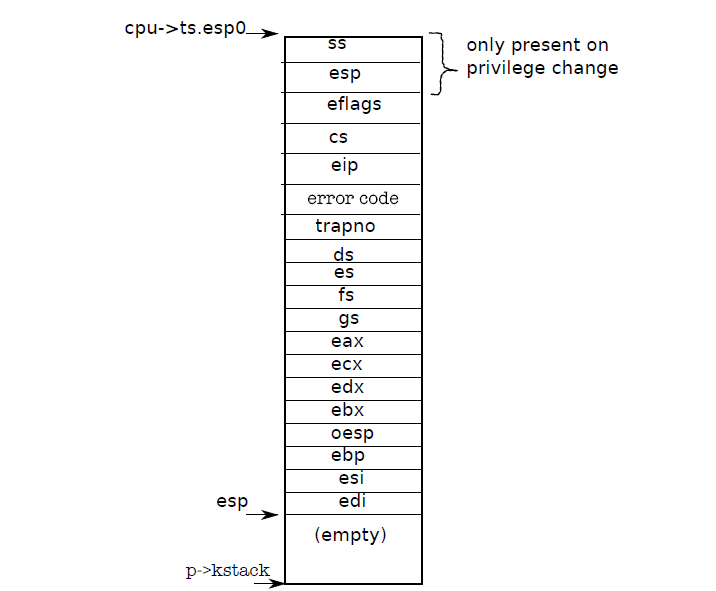 cpu->ts.esp0
ss
only present on
privilege change
esp
eflags
cs
eip
error code
trapno
ds
es
fs
gs
eax
ecx
edx
ebx
oesp
ebp
esi
esp
edi
(empty)
p->kstack